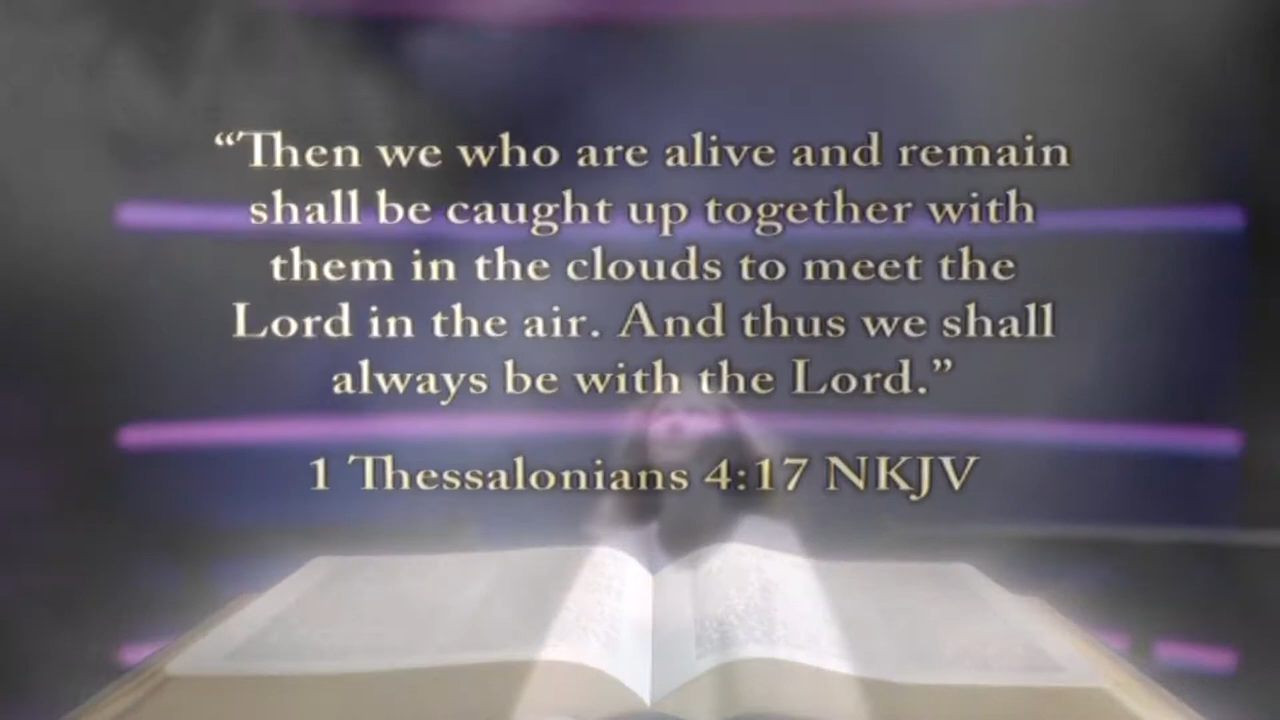 “Then we who are alive and remain
shall be caught up together with
them in the clouds to meet the
Lord in the air. And thus we shall
always be with the Lord.”
1 Thessalonians 4:17 NKJV